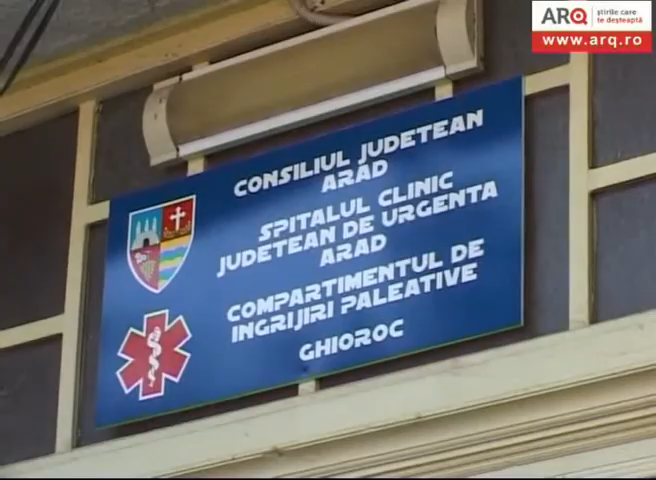 ARQ știrile care te deșteaptă
www.arq.ro
CONSILIUL JUDETEAN
ARAD
SPITALUL CLINIC
JUDETEAN DE URGENTA
ARAD
COMPARTIMENTUL DE
INGRIJIRI PALEATIVE
GHIOROC